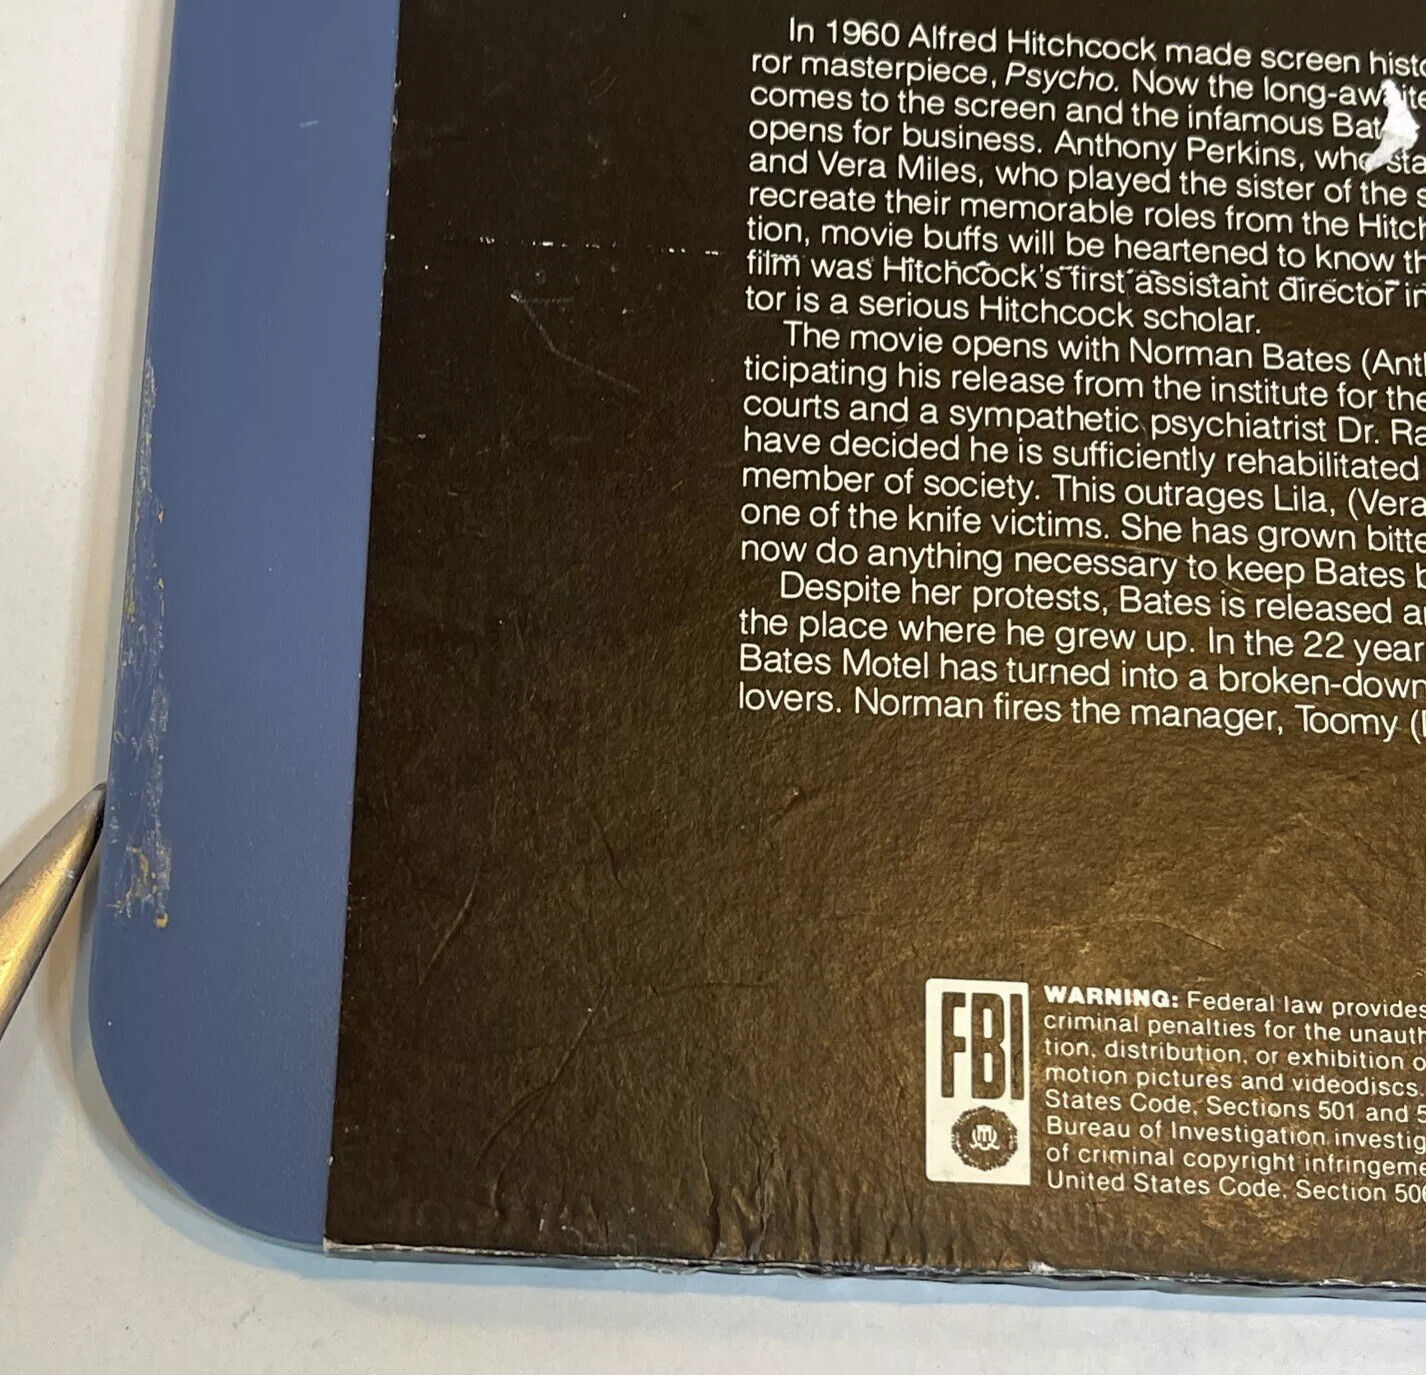 In 1960 Alfred Hitchcock made screen histo
ror masterpiece, Psycho. Now the long-awaite
comes to the screen and the infamous Bat
opens for business. Anthony Perkins, who sta
and Vera Miles, who played the sister of the s
recreate their memorable roles from the Hitch
tion, movie buffs will be heartened to know th
film was Hitchcock's first assistant director in
tor is a serious Hitchcock scholar.
The movie opens with Norman Bates (Anth
ticipating his release from the institute for the
courts and a sympathetic psychiatrist Dr. Ra
have decided he is sufficiently rehabilitated
member of society. This outrages Lila, (Vera
one of the knife victims. She has grown bitte
now do anything necessary to keep Bates b
Despite her protests, Bates is released a
the place where he grew up. In the 22 year
Bates Motel has turned into a broken-down
lovers. Norman fires the manager, Toomy (
FBI
WARNING: Federal law provides
criminal penalties for the unauth
tion, distribution, or exhibition o
motion pictures and videodiscs.
States Code, Sections 501 and 5
Bureau of Investigation investig
of criminal copyright infringeme
United States Code, Section 506